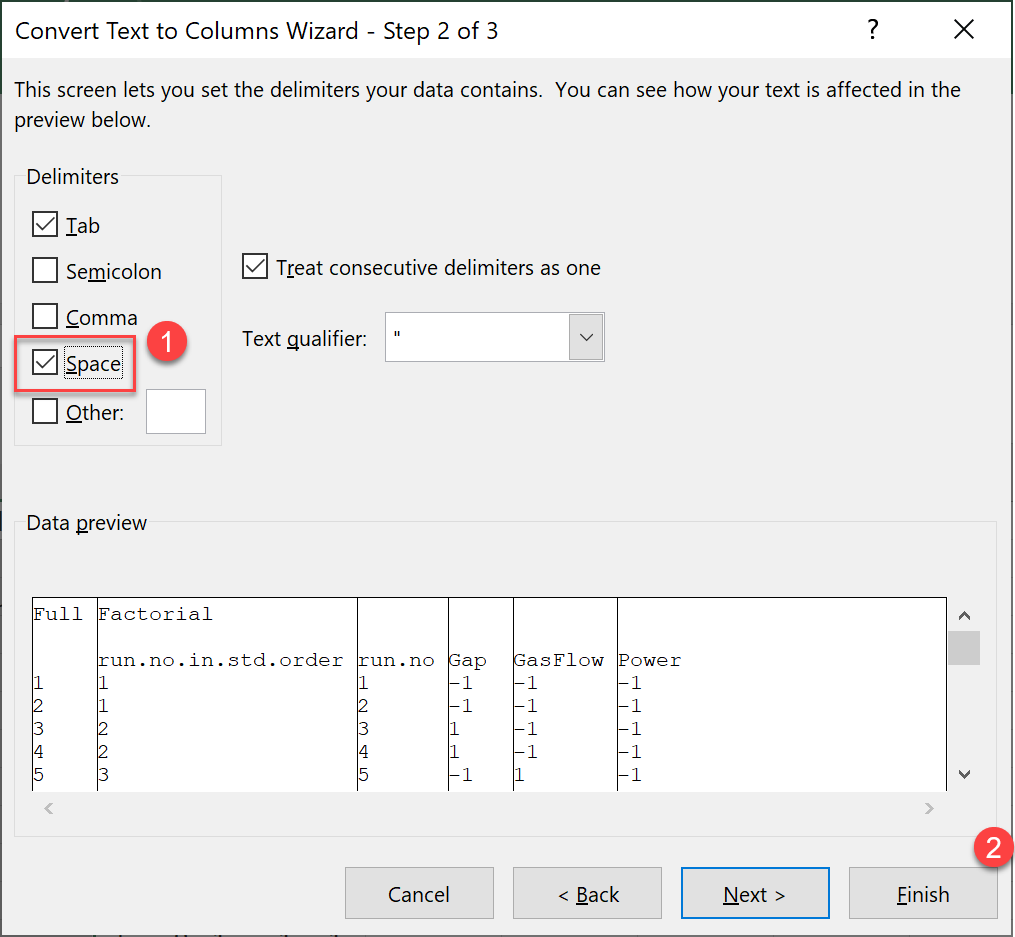 Convert Text to Columns Wizard - Step 2 of 3 ?
This screen lets you set the delimiters your data contains. You can see how your text is affected in the
preview below.
Delimiters
Tab
Semicolon
Comma
Space
Other:
1
Treat consecutive delimiters as one
Text qualifier: "
Data preview
Full Factorial
run.no.in.std.order run.no Gap GasFlow Power
1 1 1 -1 -1 -1
2 1 2 -1 -1 -1
3 2 3 1 -1 -1
4 2 4 1 -1 -1
5 3 5 -1 1 -1
2
Cancel < Back Next > Finish